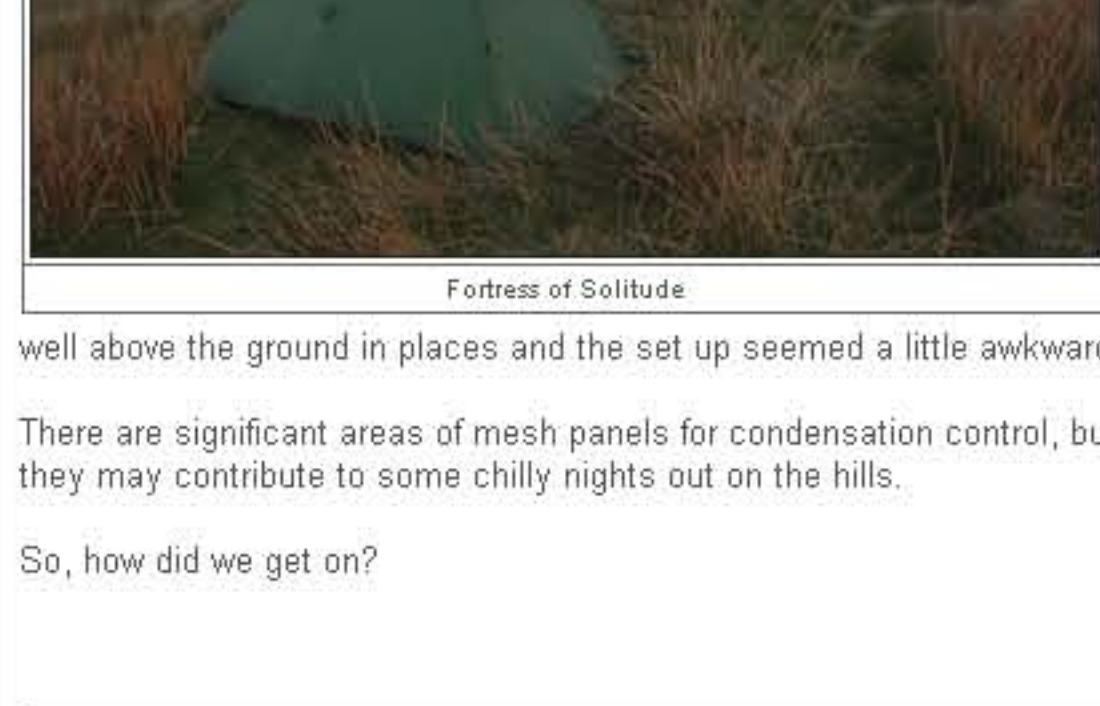 Fortress of Solitude
well above the ground in places and the set up seemed a little awkward
There are significant areas of mesh panels for condensation control, bu
they may contribute to some chilly nights out on the hills.
So, how did we get on?